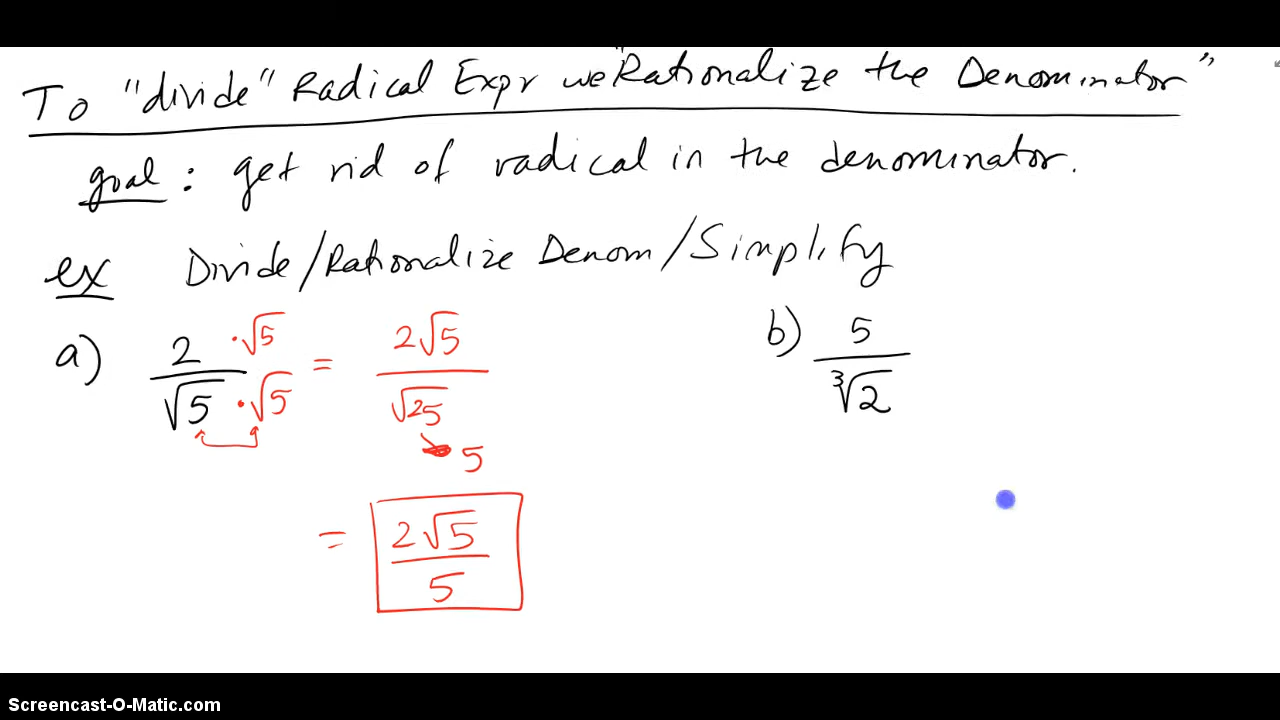 To "divide" Radical Expr we "Rationalize the Denominator"
goal : get rid of radical in the denominator.
ex Divide/Rationalize Denom/Simplify
a) 2/√5 · √5/√5 = 2√5/√25
5
= 2√5/5
b) 5/∛2
Screencast-O-Matic.com